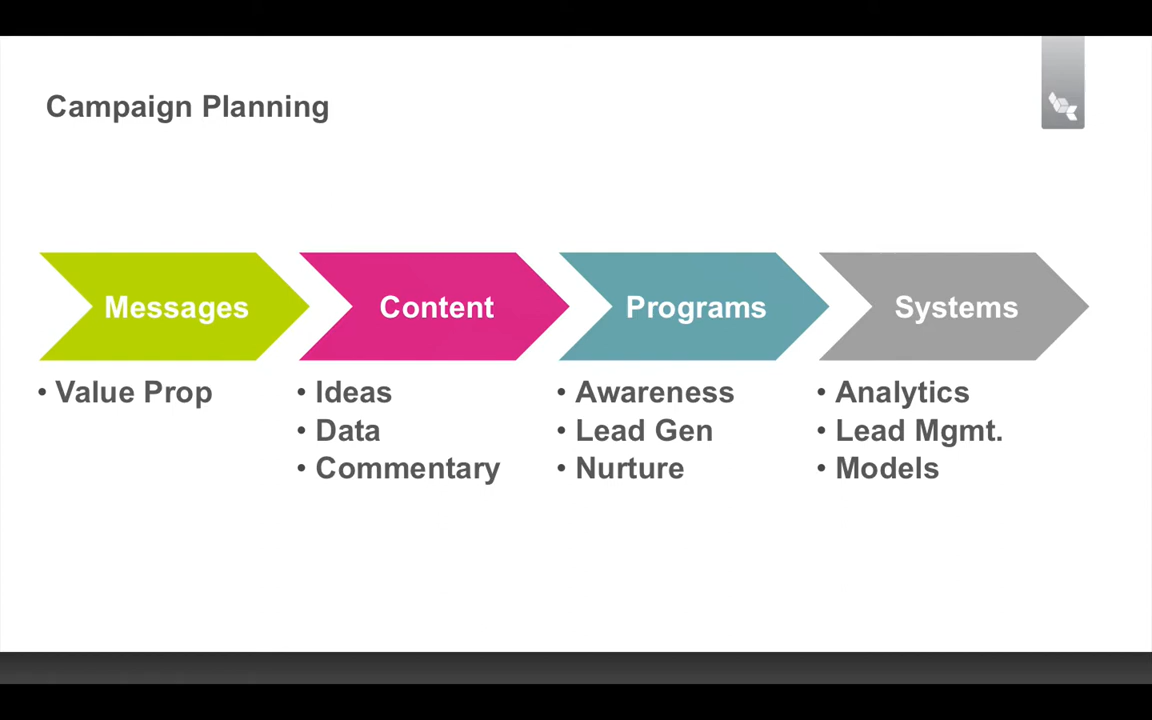 Campaign Planning
Messages
• Value Prop
Content
• Ideas
• Data
• Commentary
Programs
• Awareness
• Lead Gen
• Nurture
Systems
• Analytics
• Lead Mgmt.
• Models